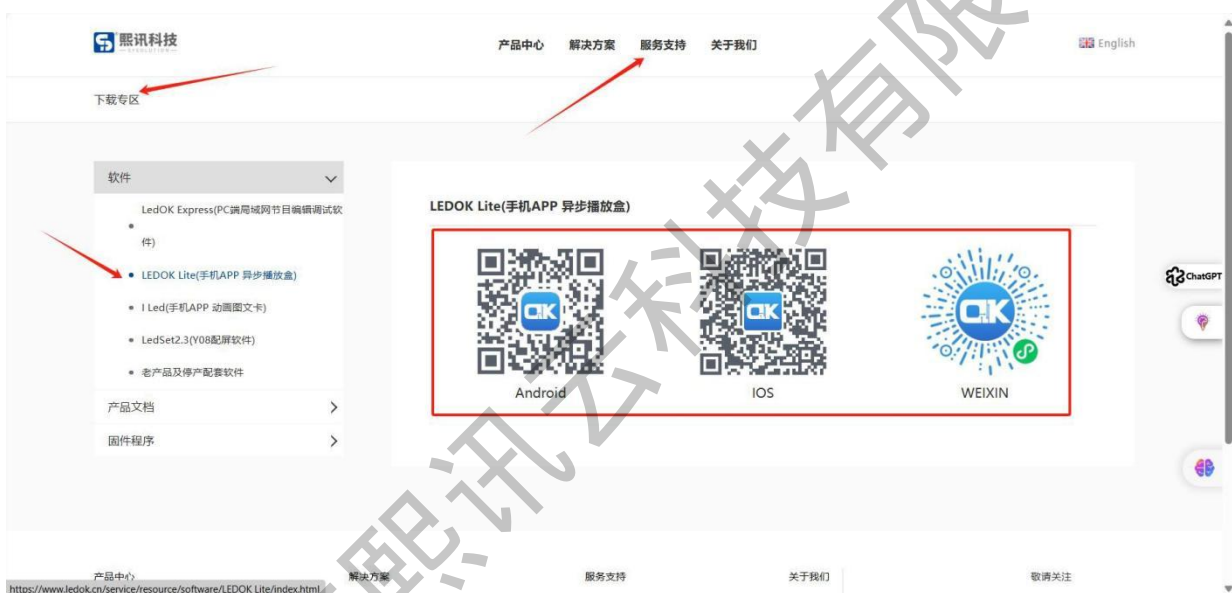 熙讯科技
产品中心 解决方案 服务支持 关于我们
English
下载专区
软件
LedOK Express(PC端局域网节目编辑调试软
件)
LEDOK Lite(手机APP 异步播放盒)
I Led(手机APP 动画图文卡)
LedSet2.3(Y08配屏软件)
老产品及停产配套软件
产品文档
固件程序
LEDOK Lite(手机APP 异步播放盒)
Android
IOS
WEIXIN
ChatGPT
产品中心 解决方案 服务支持 关于我们 敬请关注
https://www.ledok.cn/service/resource/software/LEDOK Lite/index.html
熙讯云科技有限